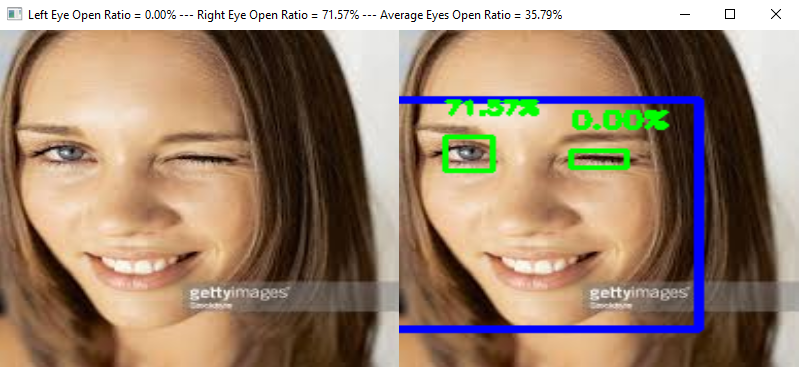 Left Eye Open Ratio = 0.00% --- Right Eye Open Ratio = 71.57% --- Average Eyes Open Ratio = 35.79%
71.57%
0.00%
gettyimages®
gettyimages®